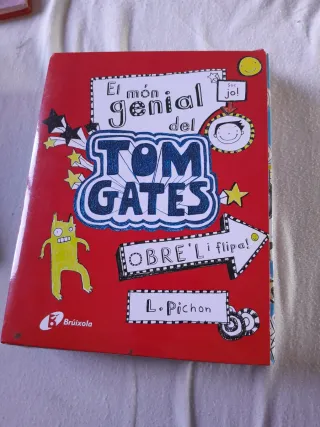 El món
genial
del
Sóc
jo!
TOM
GATES
OBRE'L i flipa!
L. Pichon
Brúixola